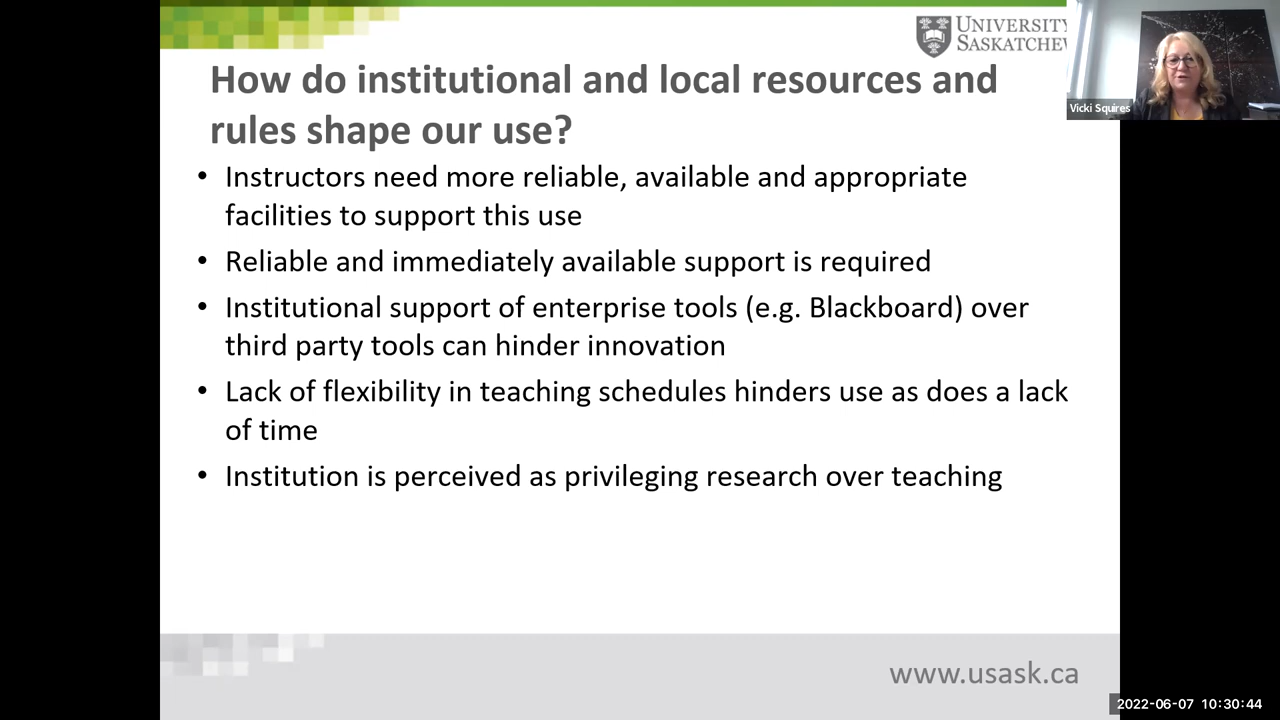 UNIVERSITY
How do institutional and local resources and
rules shape our use?
Vicki Squires
• Instructors need more reliable, available and appropriate
facilities to support this use
• Reliable and immediately available support is required
• Institutional support of enterprise tools (e.g. Blackboard) over
third party tools can hinder innovation
• Lack of flexibility in teaching schedules hinders use as does a lack
of time
• Institution is perceived as privileging research over teaching
www.usask.ca
2022-06-07 10:30:44